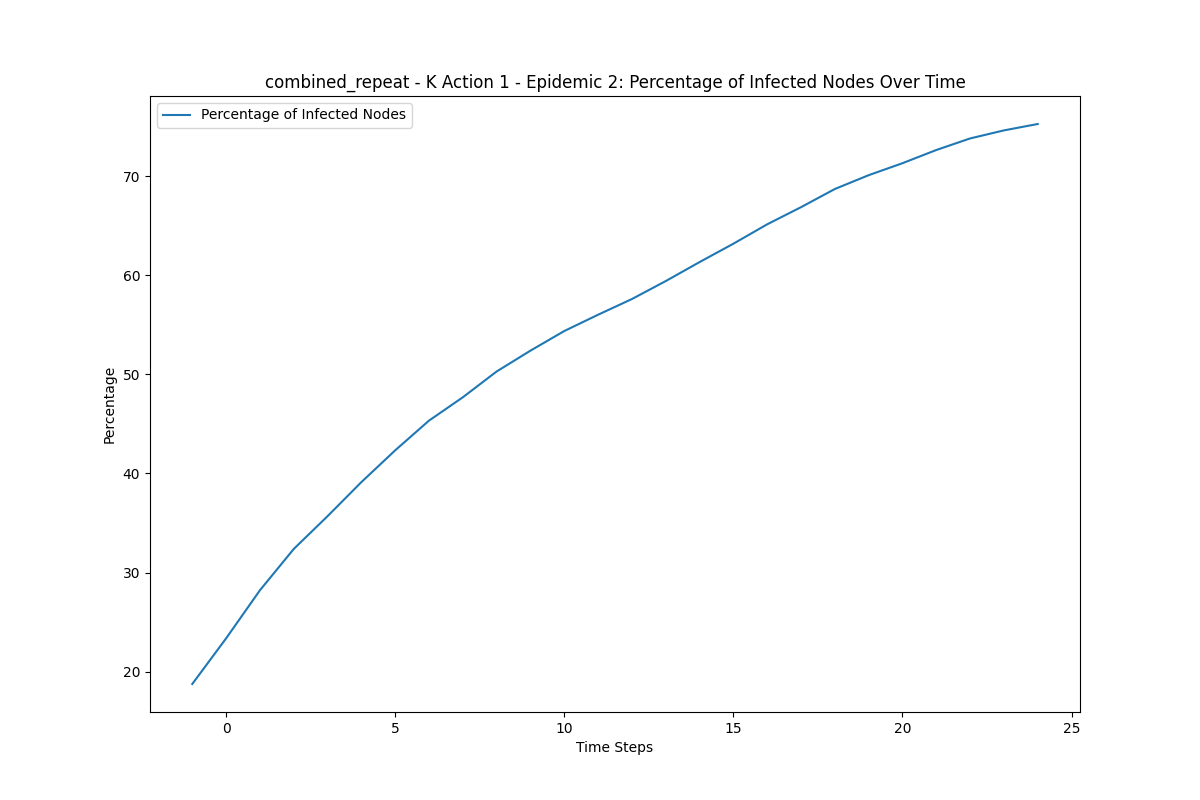 combined_repeat - K Action 1 - Epidemic 2: Percentage of Infected Nodes Over Time
Percentage of Infected Nodes
70
60
50
40
30
20
Percentage
0 5 10 15 20 25
Time Steps